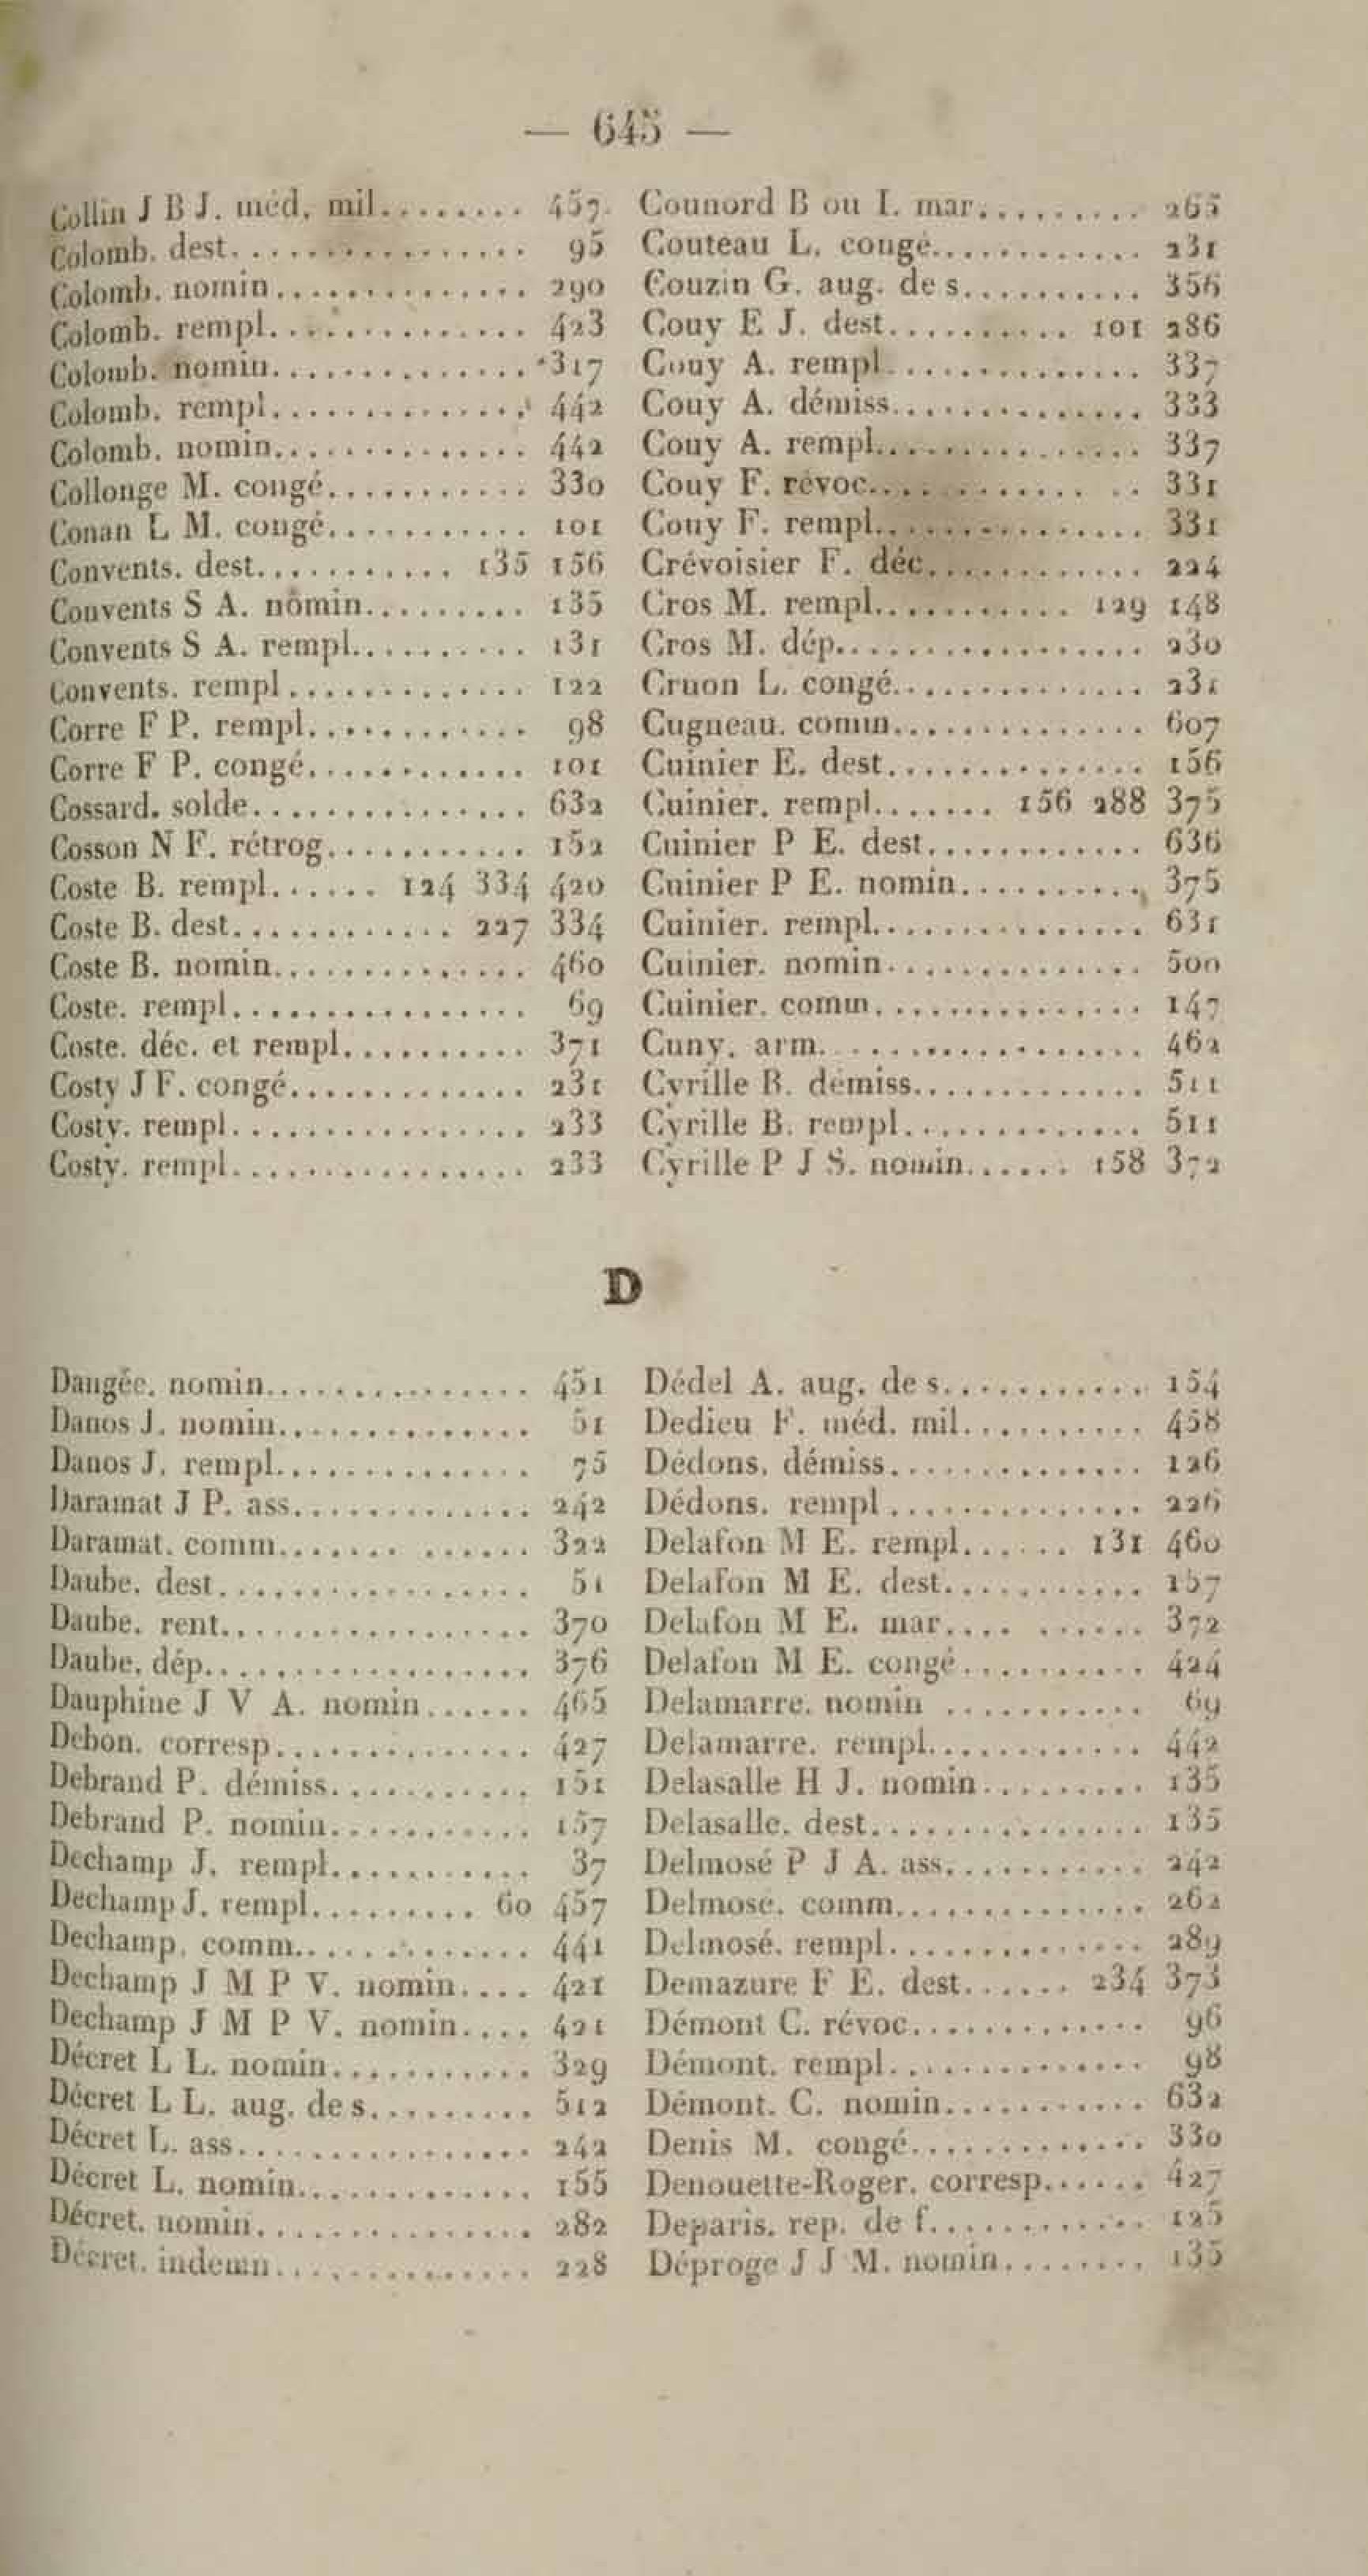 — 645 —
Collin J B J. méd. mil......... 457.
Colomb. dest................ 95
Colomb. nomin.............. 290
Colomb. rempl.............. 423
Colomb. nomin.............. 317
Colomb. rempl.............. 442
Colomb. nomin.............. 442
Collonge M. congé........... 330
Conan L M. congé........... 101
Convents. dest........... 135 156
Convents S A. nomin......... 135
Convents S A. rempl.......... 131
Convents. rempl............. 122
Corre F P. rempl............ 98
Corre F P. congé............ 101
Cossard. solde............... 632
Cosson N F. rétrog........... 152
Coste B. rempl...... 124 334 420
Coste B. dest............ 227 334
Coste B. nomin.............. 460
Coste. rempl................ 69
Coste. déc. et rempl.......... 371
Costy J F. congé............. 231
Costy. rempl................ 233
Costy. rempl................ 233
Counord B ou I. mar.......... 265
Couteau L. congé............ 231
Couzin G. aug. de s.......... 356
Couy E J. dest.......... 101 286
Couy A. rempl.............. 337
Couy A. démiss............. 333
Couy A. rempl.............. 337
Couy F. révoc.............. 331
Couy F. rempl.............. 331
Crévoisier F. déc............ 224
Cros M. rempl........... 129 148
Cros M. dép................ 230
Cruon L. congé............. 231
Cugneau. comm............. 607
Cuinier E. dest.............. 156
Cuinier. rempl....... 156 288 375
Cuinier P E. dest............ 636
Cuinier P E. nomin.......... 375
Cuinier. rempl.............. 631
Cuinier. nomin.............. 500
Cuinier. comm.............. 147
Cuny. arm................. 462
Cyrille B. démiss............ 511
Cyrille B. rempl............. 511
Cyrille P J S. nomin...... 158 372
D
Dangée. nomin.............. 451
Danos J. nomin............. 51
Danos J. rempl............. 75
Daramat J P. ass............ 242
Daramat. comm............. 322
Daube. dest................ 51
Daube. rent................ 370
Daube. dép................ 376
Dauphine J V A. nomin...... 465
Debon. corresp............. 427
Debrand P. démiss.......... 151
Debrand P. nomin.......... 157
Dechamp J. rempl.......... 37
Dechamp J. rempl......... 60 457
Dechamp. comm............ 441
Dechamp J M P V. nomin.... 421
Dechamp J M P V. nomin.... 421
Décret L L. nomin........... 329
Décret L L. aug. de s......... 512
Décret L. ass............... 242
Décret L. nomin............ 155
Décret. nomin.............. 282
Décret. indemn............. 228
Dédel A. aug. de s........... 154
Dedieu F. méd. mil.......... 458
Dédons. démiss............. 126
Dédons. rempl............. 226
Delafon M E. rempl...... 131 460
Delafon M E. dest........... 157
Delafon M E. mar.......... 372
Delafon M E. congé......... 424
Delamarre. nomin .......... 69
Delamarre. rempl............ 442
Delasalle H J. nomin......... 135
Delasalle. dest.............. 135
Delmosé P J A. ass.......... 242
Delmosé. comm............. 262
Delmosé. rempl............. 289
Demazure F E. dest...... 234 373
Démont C. révoc............ 96
Démont. rempl............. 98
Démont. C. nomin........... 632
Denis M. congé............. 330
Denouette-Roger. corresp...... 427
Deparis. rep. de f............ 125
Déproge J J M. nomin........ 135